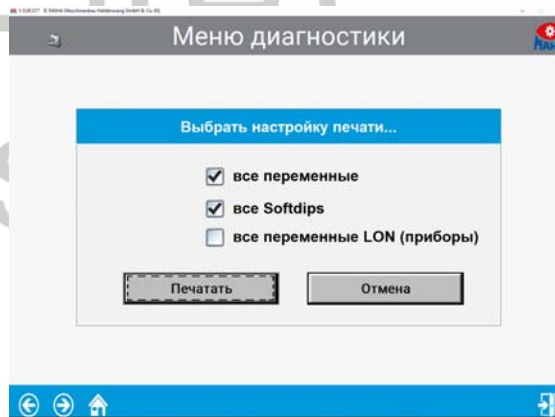 Меню диагностики
Выбрать настройку печати...
все переменные
все Softdips
все переменные LON (приборы)
Печатать
Отмена